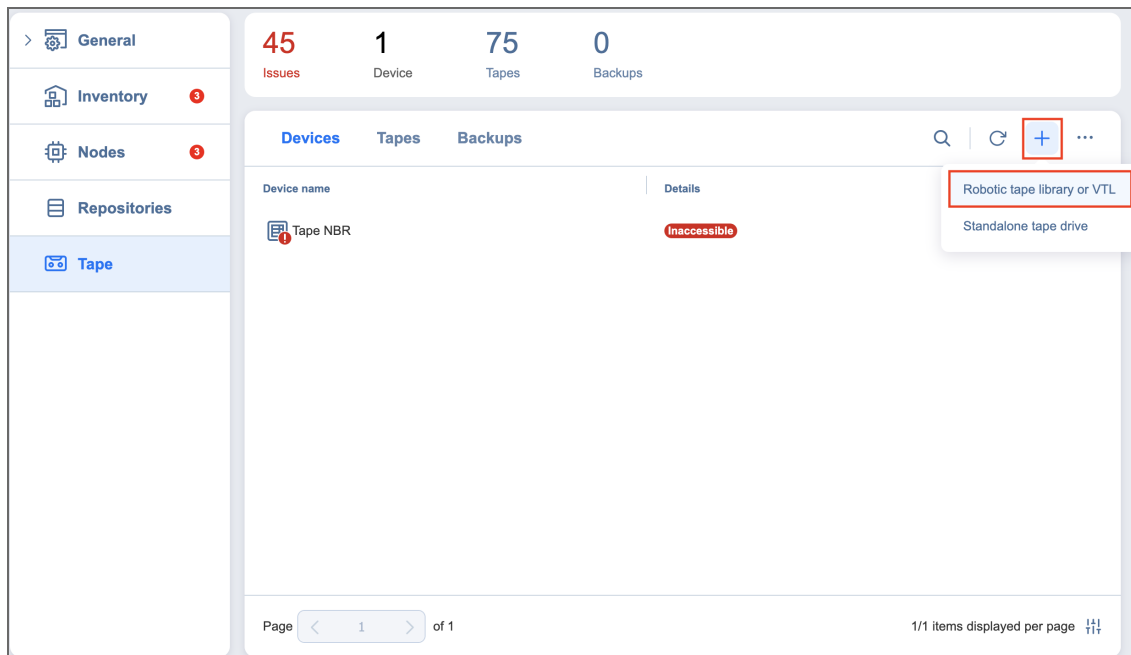 General
Inventory 3
Nodes 3
Repositories
Tape
45 1 75 0
Issues Device Tapes Backups
Devices Tapes Backups
Device name Details
Robotic tape library or VTL
Tape NBR Inaccessible
Standalone tape drive
Page 1 of 1 1/1 items displayed per page